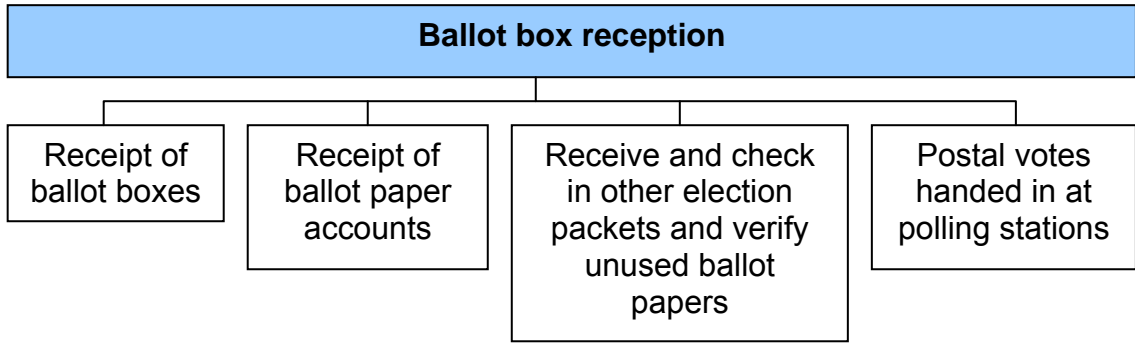 Ballot box reception
Receipt of
ballot boxes
Receipt of
ballot paper
accounts
Receive and check
in other election
packets and verify
unused ballot
papers
Postal votes
handed in at
polling stations